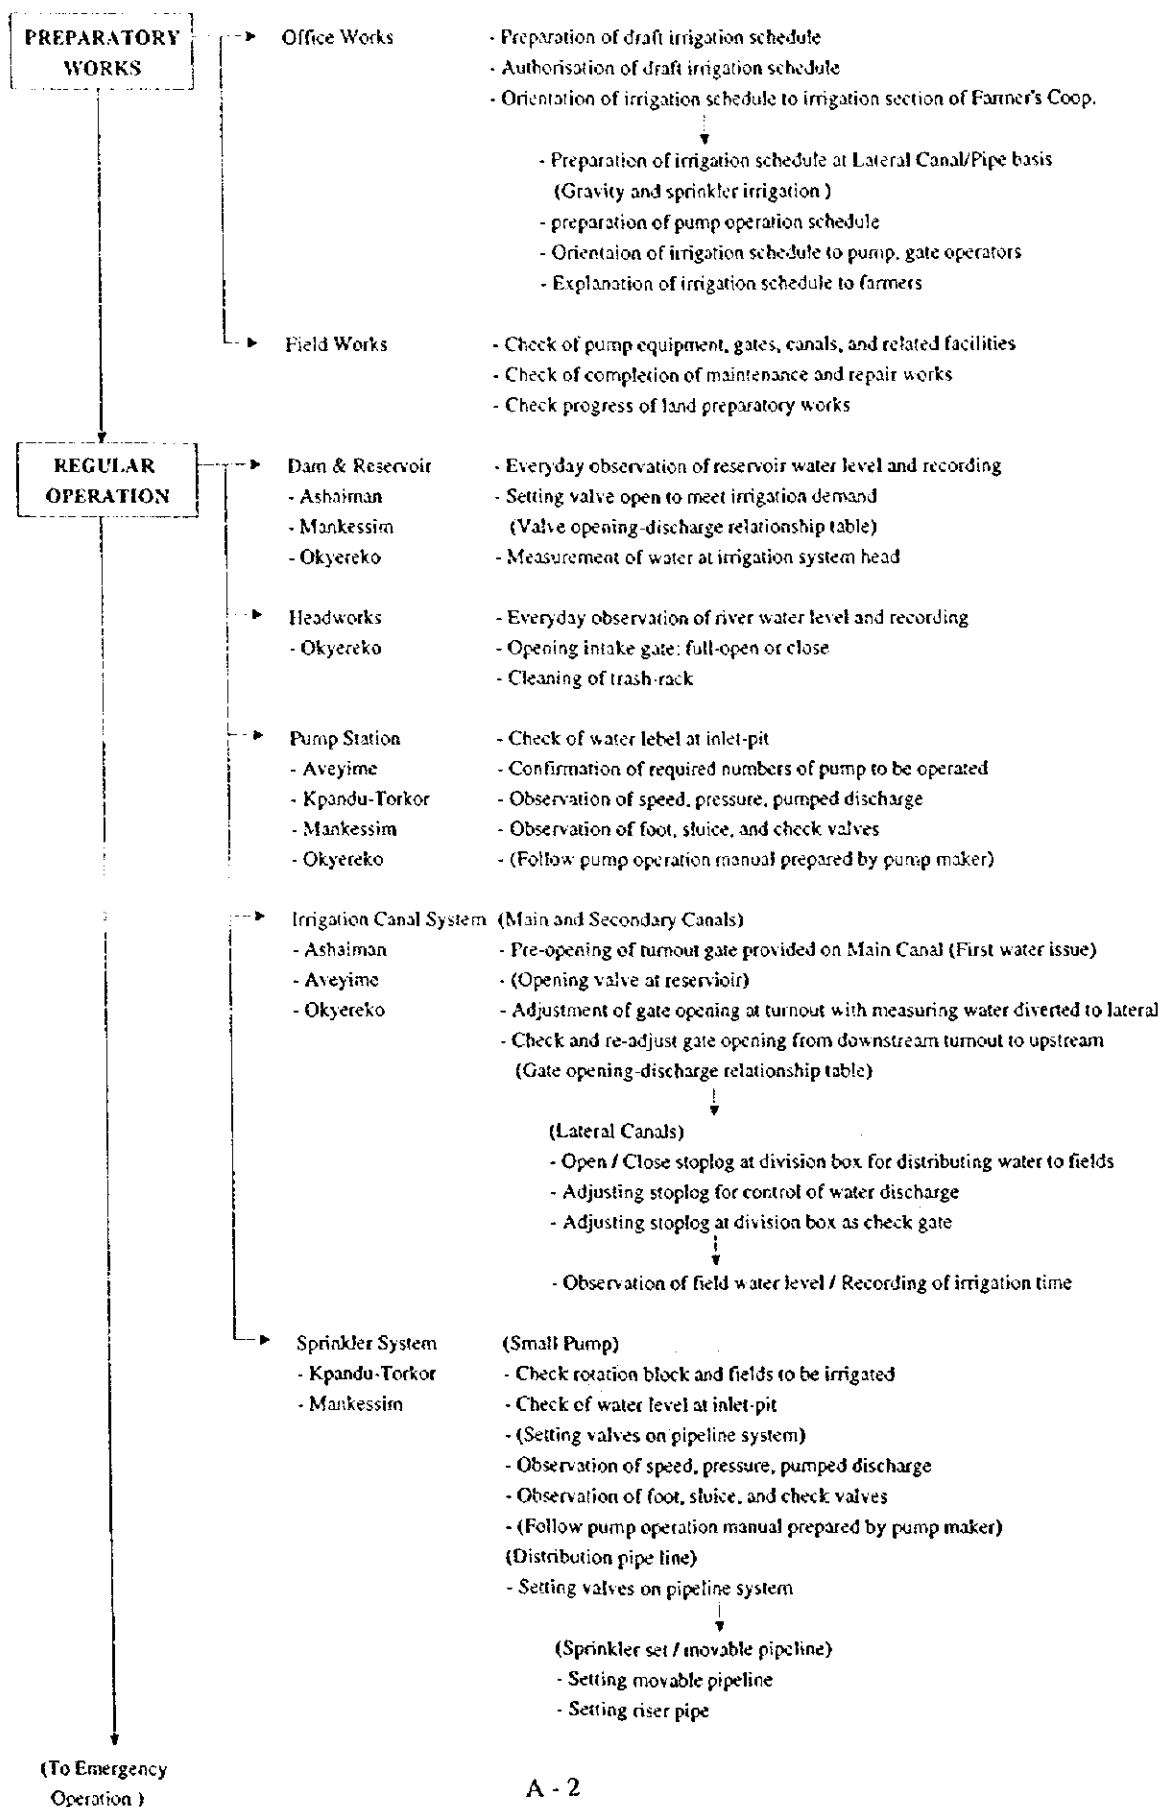 PREPARATORY
WORKS
Office Works
- Preparation of draft irrigation schedule
- Authorisation of draft irrigation schedule
- Orientation of irrigation schedule to irrigation section of Farmer's Coop.
- Preparation of irrigation schedule at Lateral Canal/Pipe basis
(Gravity and sprinkler irrigation )
- preparation of pump operation schedule
- Orientaion of irrigation schedule to pump, gate operators
- Explanation of irrigation schedule to farmers
Field Works - Check of pump equipment, gates, canals, and related facilities
- Check of completion of maintenance and repair works
- Check progress of land preparatory works
REGULAR
OPERATION
Dam & Reservoir - Everyday observation of reservoir water level and recording
- Ashaiman - Setting valve open to meet irrigation demand
- Mankessim (Valve opening-discharge relationship table)
- Okyereko - Measurement of water at irrigation system head
Headworks - Everyday observation of river water level and recording
- Okyereko - Opening intake gate: full-open or close
- Cleaning of trash-rack
Pump Station - Check of water lebel at inlet-pit
- Aveyime - Confirmation of required numbers of pump to be operated
- Kpandu-Torkor - Observation of speed, pressure, pumped discharge
- Mankessim - Observation of foot, sluice, and check valves
- Okyereko - (Follow pump operation manual prepared by pump maker)
Irrigation Canal System (Main and Secondary Canals)
- Ashaiman - Pre-opening of turnout gate provided on Main Canal (First water issue)
- Aveyime - (Opening valve at reservioir)
- Okyereko - Adjustment of gate opening at turnout with measuring water diverted to lateral
- Check and re-adjust gate opening from downstream turnout to upstream
(Gate opening-discharge relationship table)
(Lateral Canals)
- Open / Close stoplog at division box for distributing water to fields
- Adjusting stoplog for control of water discharge
- Adjusting stoplog at division box as check gate
- Observation of field water level / Recording of irrigation time
Sprinkler System (Small Pump)
- Kpandu-Torkor - Check rotation block and fields to be irrigated
- Mankessim - Check of water level at inlet-pit
- (Setting valves on pipeline system)
- Observation of speed, pressure, pumped discharge
- Observation of foot, sluice, and check valves
- (Follow pump operation manual prepared by pump maker)
(Distribution pipe line)
- Setting valves on pipeline system
(Sprinkler set / movable pipeline)
- Setting movable pipeline
- Setting riser pipe
(To Emergency
Operation )
A - 2